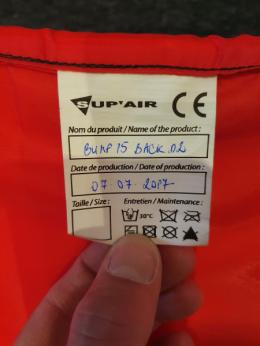 SUP'AIR CE
Nom du produit / Name of the product :
BUMP 15 BACK.02
Date de production / Date of production :
07.07.2017
Taille / Size : Entretien / Maintenance :
30°C